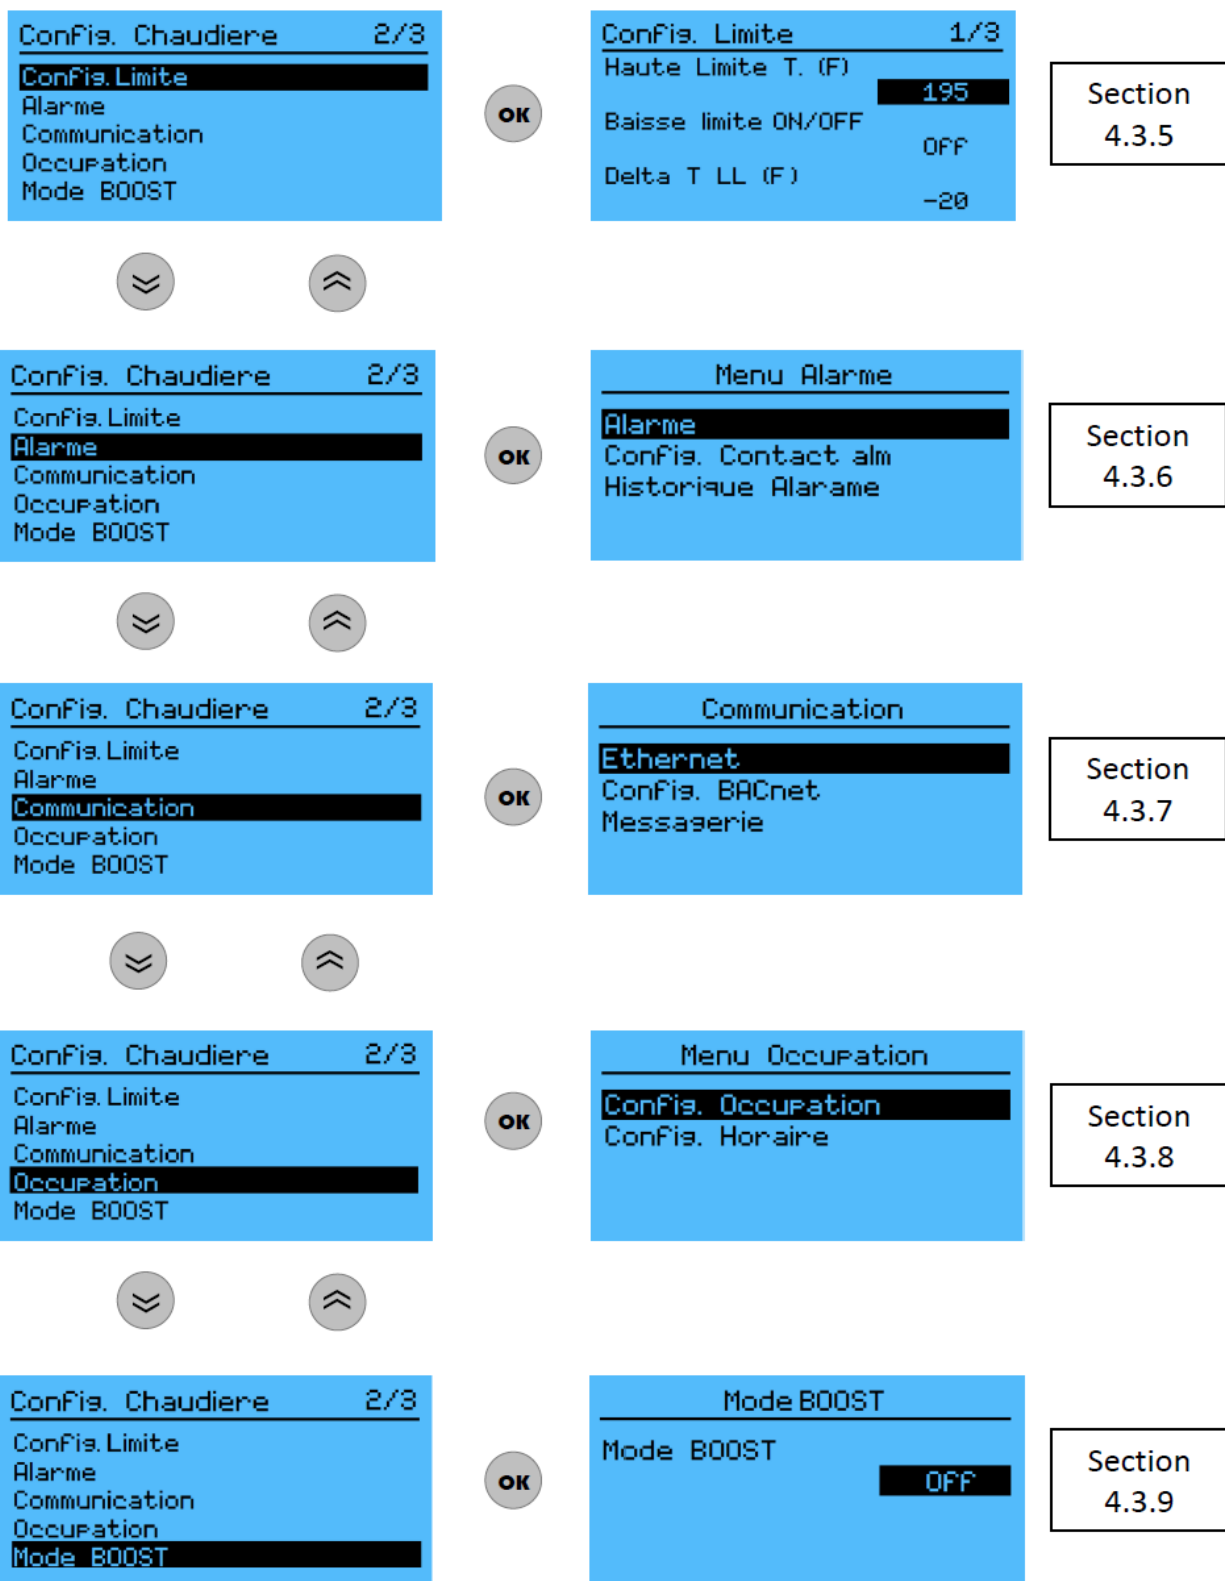 Config. Chaudiere 2/3
Config.Limite
Alarme
Communication
Occupation
Mode BOOST
OK
Config. Limite 1/3
Haute Limite T. (F)
195
Baisse limite ON/OFF
Off
Delta T LL (F)
-20
Section
4.3.5
Config. Chaudiere 2/3
Config.Limite
Alarme
Communication
Occupation
Mode BOOST
OK
Menu Alarme
Alarme
Config. Contact alm
Historique Alarame
Section
4.3.6
Config. Chaudiere 2/3
Config.Limite
Alarme
Communication
Occupation
Mode BOOST
OK
Communication
Ethernet
Config. BACnet
Messagerie
Section
4.3.7
Config. Chaudiere 2/3
Config.Limite
Alarme
Communication
Occupation
Mode BOOST
OK
Menu Occupation
Config. Occupation
Config. Horaire
Section
4.3.8
Config. Chaudiere 2/3
Config.Limite
Alarme
Communication
Occupation
Mode BOOST
OK
Mode BOOST
Mode BOOST
Off
Section
4.3.9